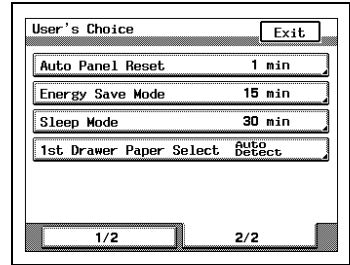 User's Choice Exit
Auto Panel Reset 1 min
Energy Save Mode 15 min
Sleep Mode 30 min
1st Drawer Paper Select Auto Detect
1/2 2/2